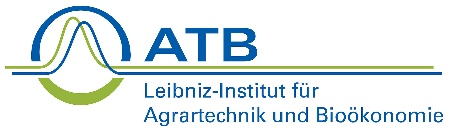 ATB
Leibniz-Institut für
Agrartechnik und Bioökonomie